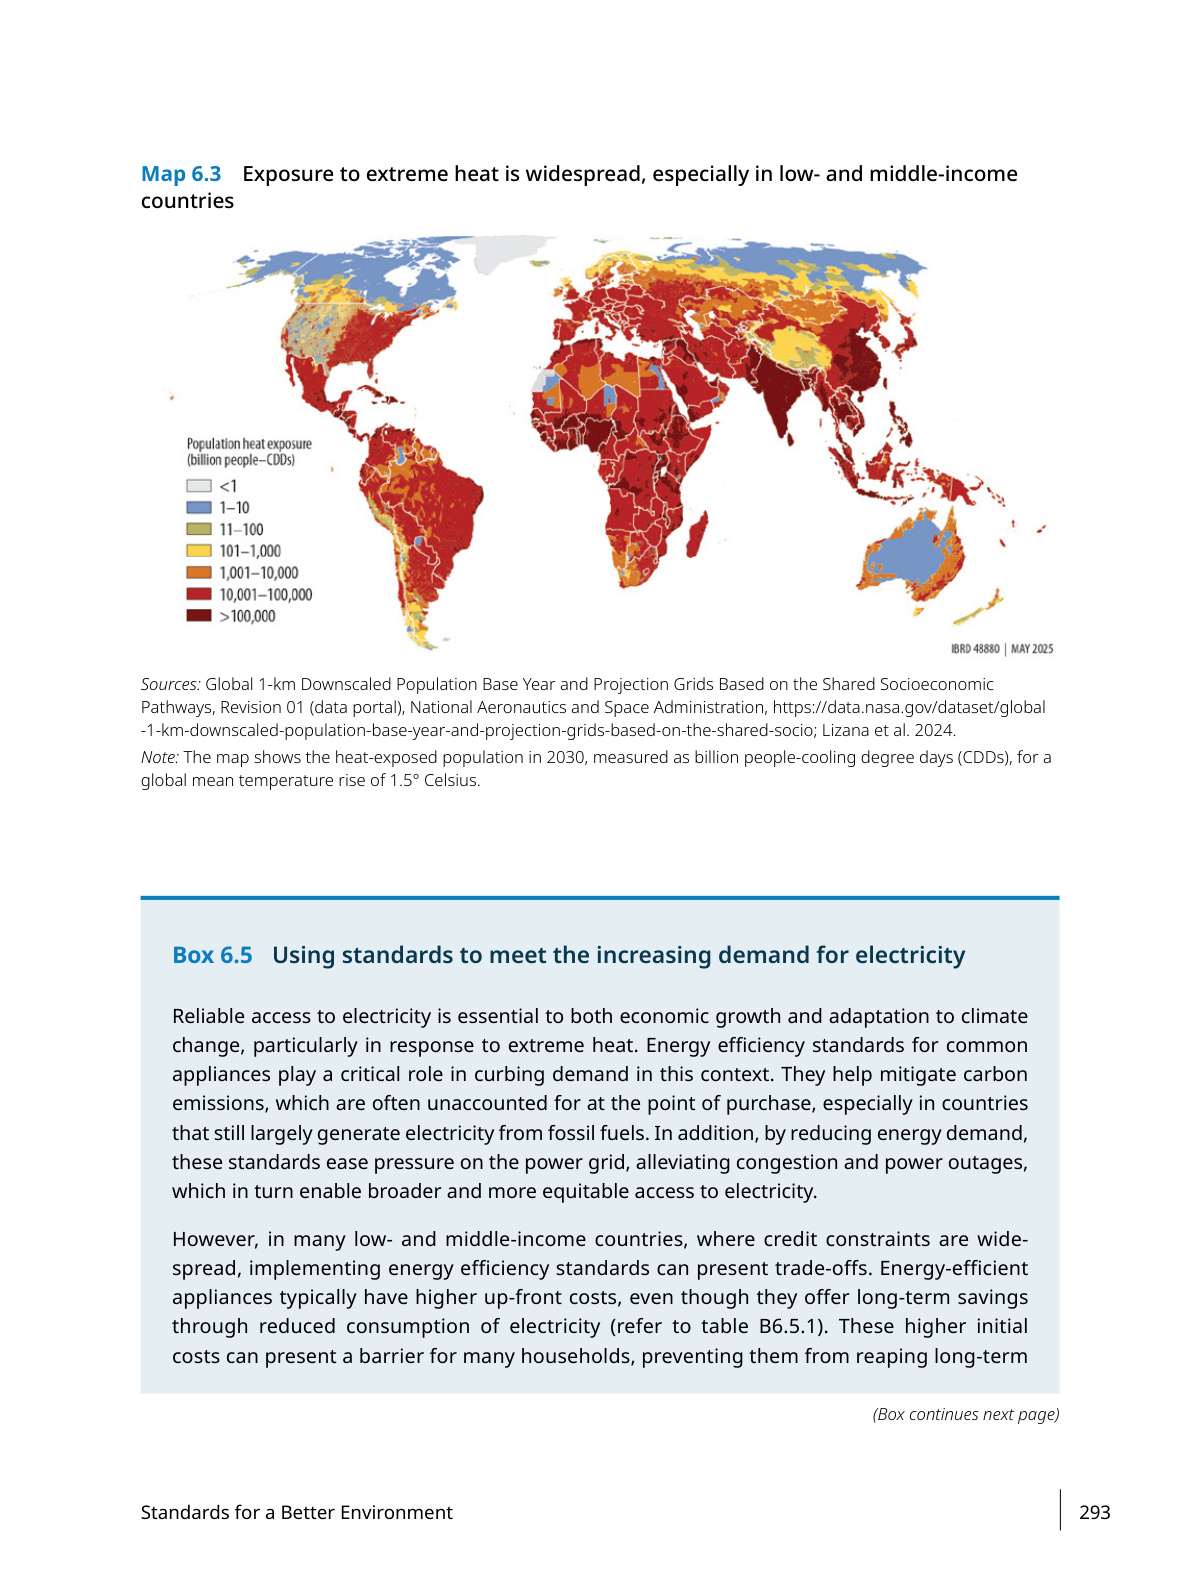 Map 6.3 Exposure to extreme heat is widespread, especially in low- and middle-income
countries
Population heat exposure
(billion people–CDDs)
<1
1–10
11–100
101–1,000
1,001–10,000
10,001–100,000
>100,000
IBRD 48880 | MAY 2025
Sources: Global 1-km Downscaled Population Base Year and Projection Grids Based on the Shared Socioeconomic
Pathways, Revision 01 (data portal), National Aeronautics and Space Administration, https://data.nasa.gov/dataset/global
-1-km-downscaled-population-base-year-and-projection-grids-based-on-the-shared-socio; Lizana et al. 2024.
Note: The map shows the heat-exposed population in 2030, measured as billion people-cooling degree days (CDDs), for a
global mean temperature rise of 1.5° Celsius.
Box 6.5 Using standards to meet the increasing demand for electricity
Reliable access to electricity is essential to both economic growth and adaptation to climate
change, particularly in response to extreme heat. Energy efficiency standards for common
appliances play a critical role in curbing demand in this context. They help mitigate carbon
emissions, which are often unaccounted for at the point of purchase, especially in countries
that still largely generate electricity from fossil fuels. In addition, by reducing energy demand,
these standards ease pressure on the power grid, alleviating congestion and power outages,
which in turn enable broader and more equitable access to electricity.
However, in many low- and middle-income countries, where credit constraints are wide-
spread, implementing energy efficiency standards can present trade-offs. Energy-efficient
appliances typically have higher up-front costs, even though they offer long-term savings
through reduced consumption of electricity (refer to table B6.5.1). These higher initial
costs can present a barrier for many households, preventing them from reaping long-term
(Box continues next page)
Standards for a Better Environment
293